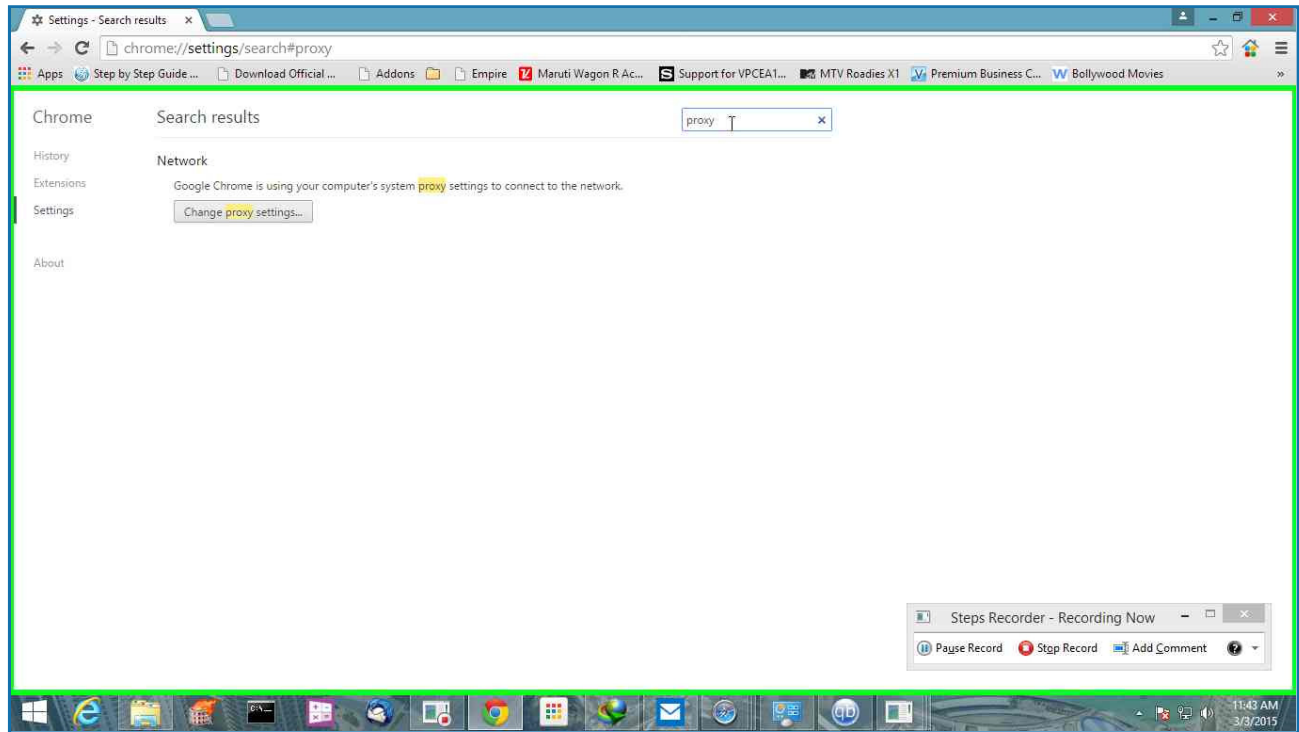 Settings - Search results
chrome://settings/search#proxy
Apps Step by Step Guide ... Download Official ... Addons Empire Maruti Wagon R Ac... Support for VPCEA1... MTV Roadies X1 Premium Business C... Bollywood Movies »
Chrome
Search results
proxy
History
Extensions
Settings
About
Network
Google Chrome is using your computer's system proxy settings to connect to the network.
Change proxy settings...
Steps Recorder - Recording Now
Pause Record Stop Record Add Comment
11:43 AM
3/3/2015